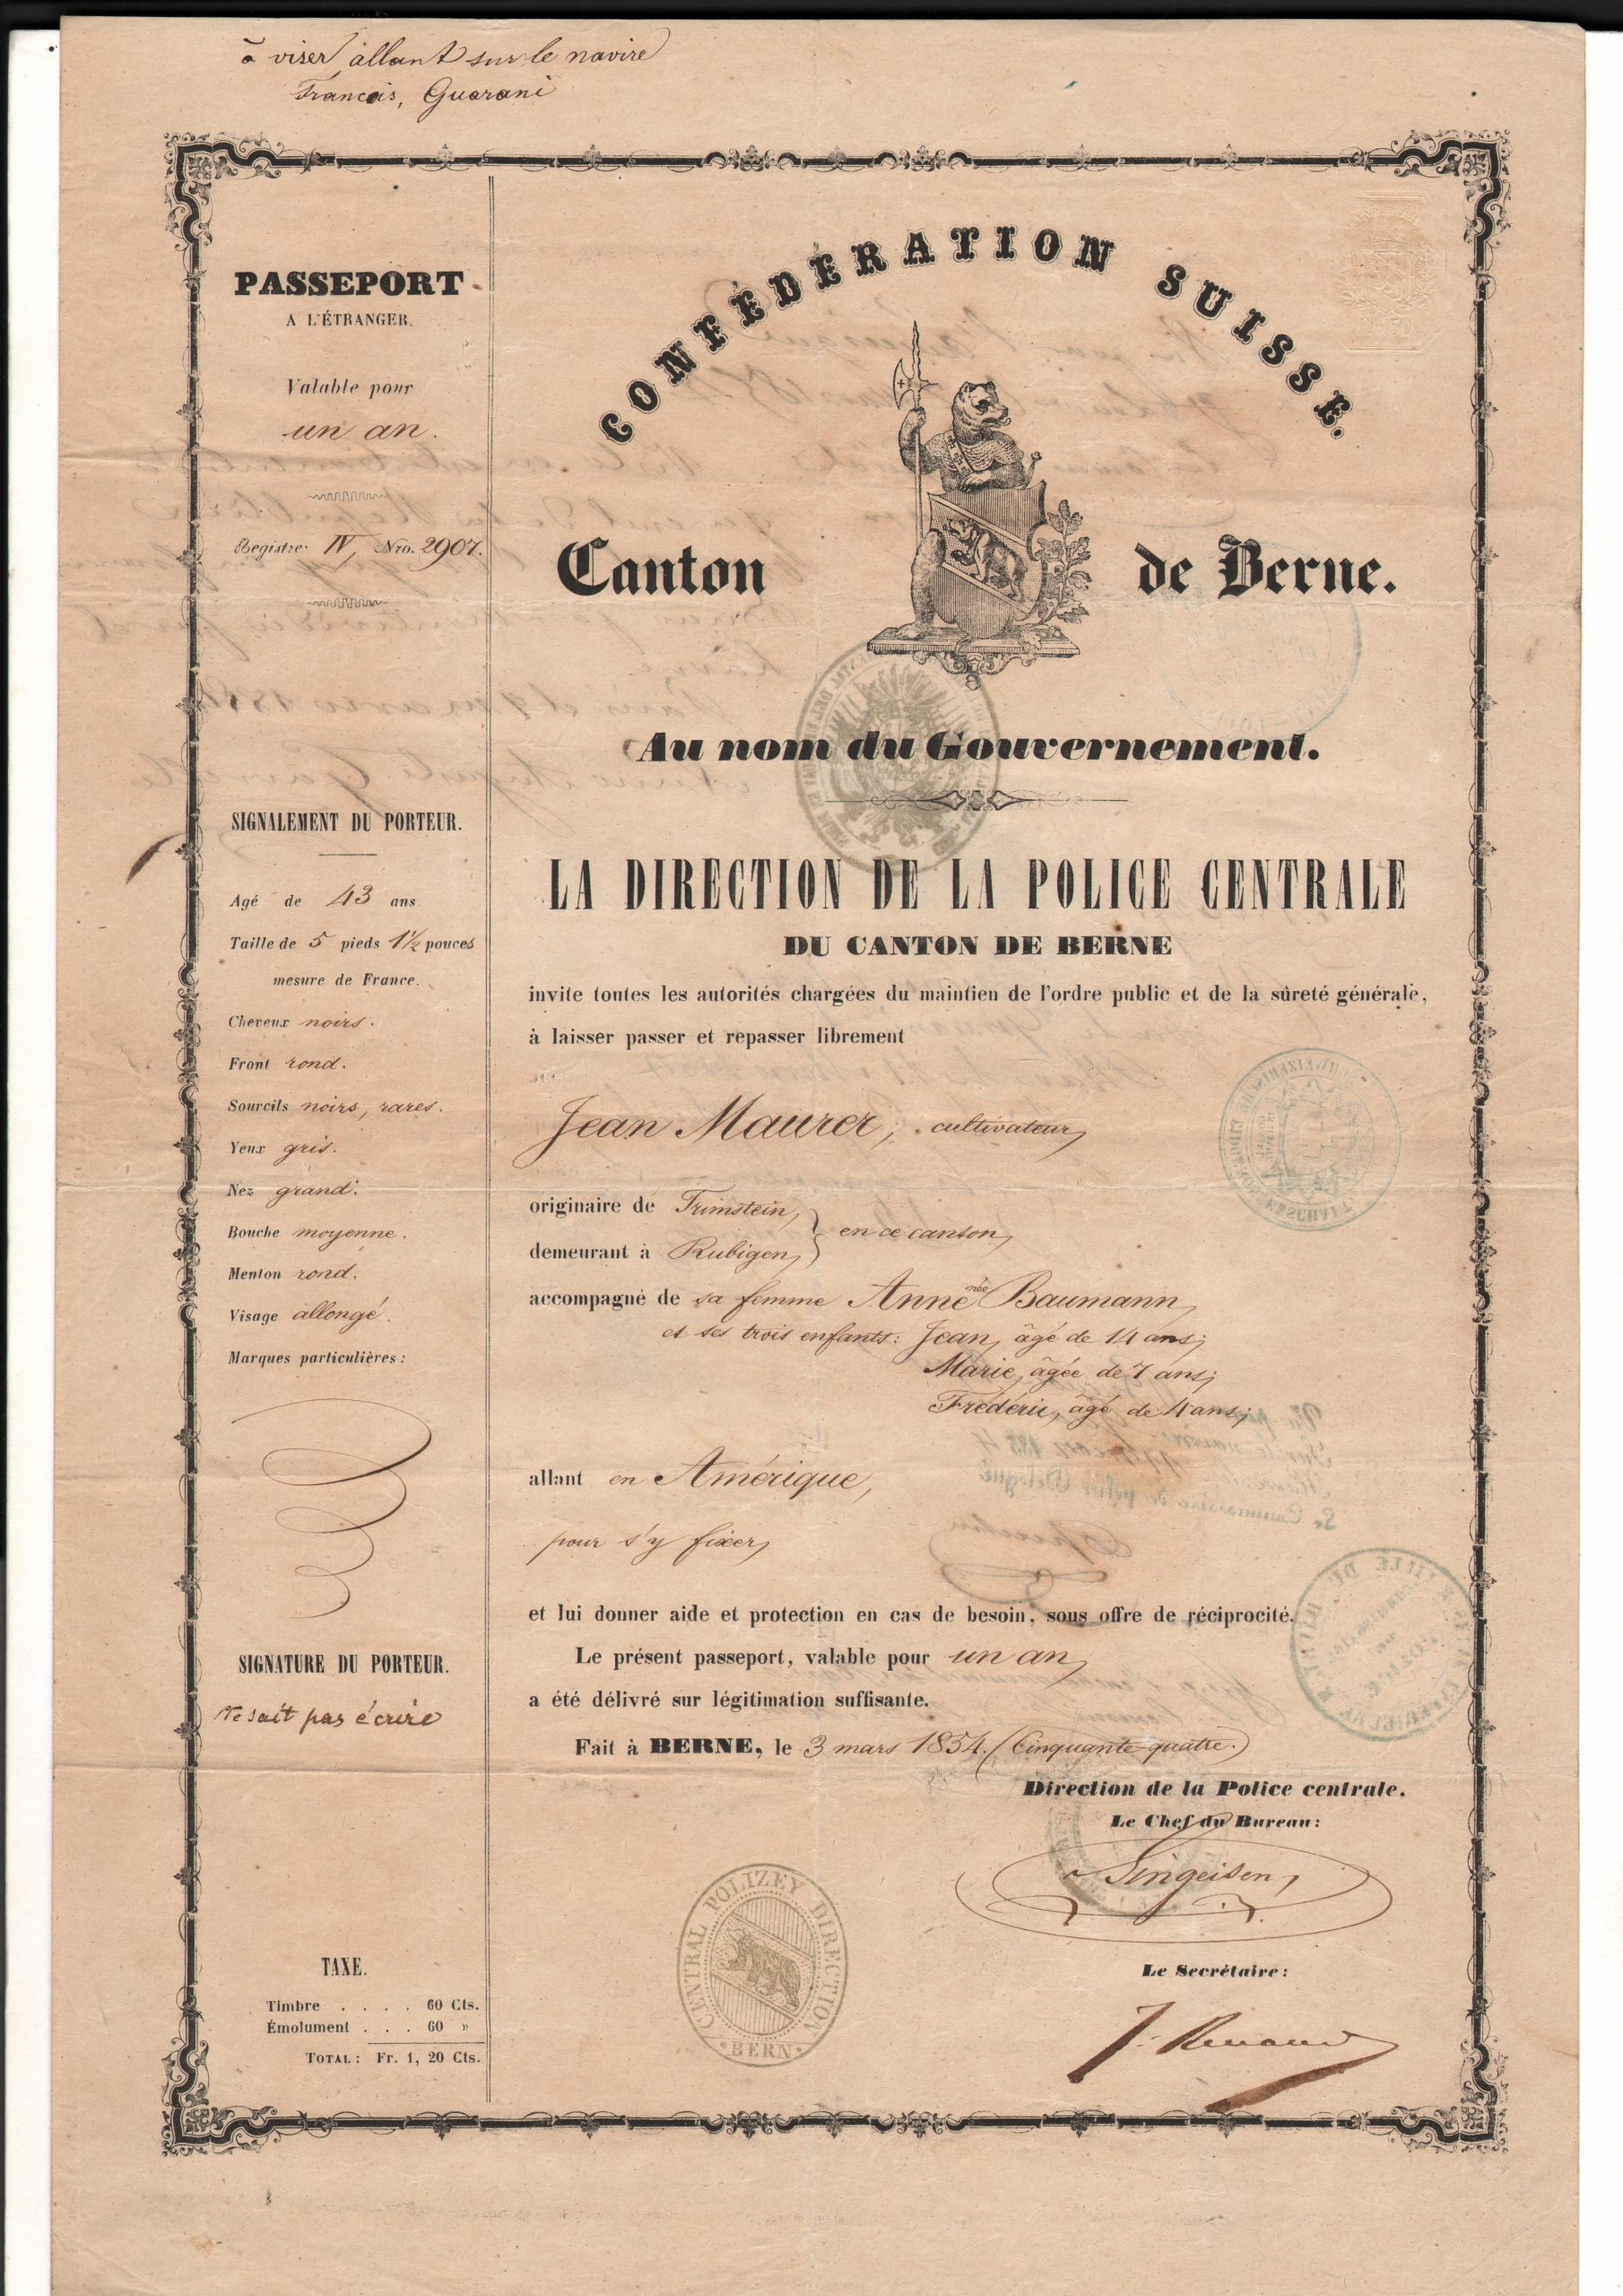 à viser allant sur le navire
Francois, Guarani
PASSEPORT
A L'ÉTRANGER.
Valable pour
un an.
Registre: IV, Nro. 2907.
SIGNALEMENT DU PORTEUR.
Agé de 43 ans
Taille de 5 pieds 1½ pouces
mesure de France.
Cheveux noirs.
Front rond.
Sourcils noirs, rares.
Yeux gris.
Nez grand.
Bouche moyenne.
Menton rond.
Visage allongé.
Marques particulières:
SIGNATURE DU PORTEUR.
Ne sait pas écrire
TAXE.
Timbre . . . . 60 Cts.
Émolument . . . 60 »
TOTAL: Fr. 1, 20 Cts.
CONFÉDÉRATION SUISSE.
Canton de Berne.
Au nom du Gouvernement.
LA DIRECTION DE LA POLICE CENTRALE
DU CANTON DE BERNE
invite toutes les autorités chargées du maintien de l'ordre public et de la sûreté générale,
à laisser passer et repasser librement
Jean Maurer, cultivateur,
originaire de Trimstein,
demeurant à Rubigen, en ce canton,
accompagné de sa femme Anne née Baumann,
et ses trois enfants: Jean, âgé de 14 ans;
Marie, âgée de 7 ans;
Fréderic, âgé de 4 ans;
allant en Amérique,
pour s'y fixer,
et lui donner aide et protection en cas de besoin, sous offre de réciprocité.
Le présent passeport, valable pour un an,
a été délivré sur légitimation suffisante.
Fait à BERNE, le 3 mars 1854. (Cinquante-quatre.)
Direction de la Police centrale.
Le Chef du Bureau:
Singeisen,
Le Secrétaire:
J. Renaud
CENTRAL POLIZEY DIRECTION
BERN